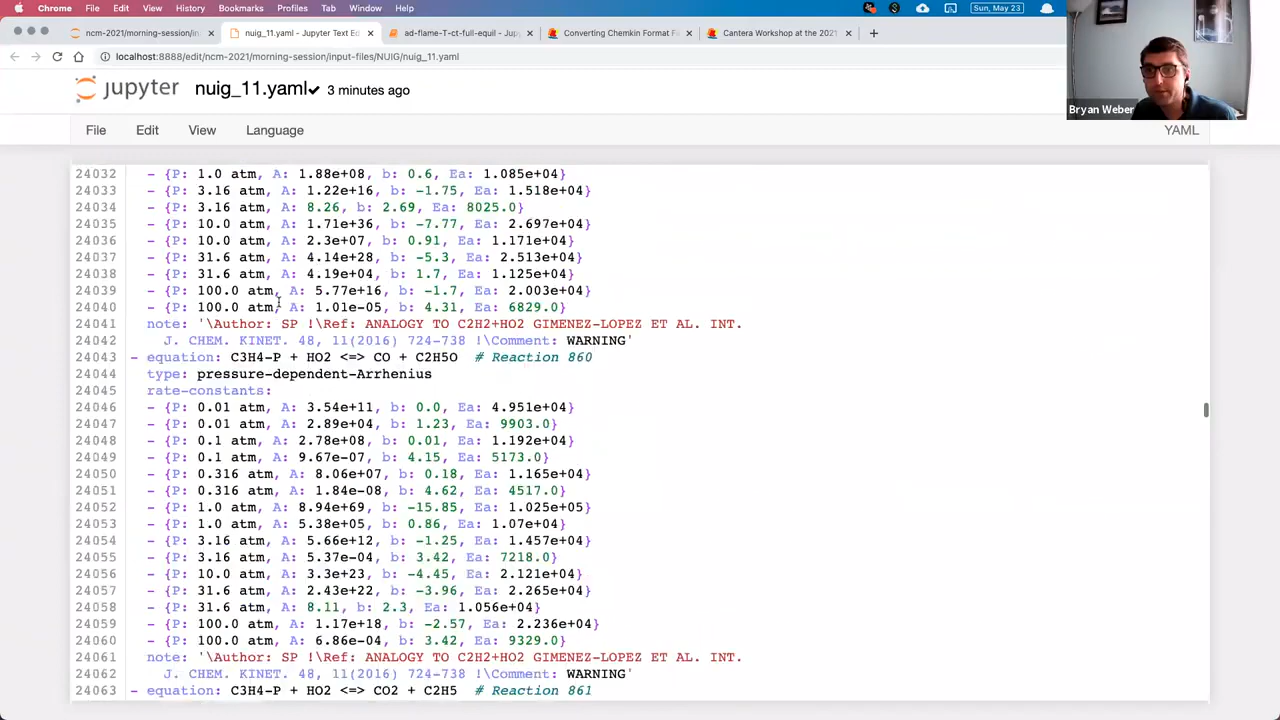 Chrome File Edit View History Bookmarks Profiles Tab Window Help Sun, May 23
ncm-2021/morning-session/in
nuig_11.yaml - Jupyter Text Ed
ad-flame-T-ct-full-equil - Jupy
Converting Chemkin Format F
Cantera Workshop at the 2021
localhost:8888/edit/ncm-2021/morning-session/input-files/NUIG/nuig_11.yaml
Bryan Weber
jupyter nuig_11.yaml✔ 3 minutes ago
File Edit View Language YAML
24032 - {P: 1.0 atm, A: 1.88e+08, b: 0.6, Ea: 1.085e+04}
24033 - {P: 3.16 atm, A: 1.22e+16, b: -1.75, Ea: 1.518e+04}
24034 - {P: 3.16 atm, A: 8.26, b: 2.69, Ea: 8025.0}
24035 - {P: 10.0 atm, A: 1.71e+36, b: -7.77, Ea: 2.697e+04}
24036 - {P: 10.0 atm, A: 2.3e+07, b: 0.91, Ea: 1.171e+04}
24037 - {P: 31.6 atm, A: 4.14e+28, b: -5.3, Ea: 2.513e+04}
24038 - {P: 31.6 atm, A: 4.19e+04, b: 1.7, Ea: 1.125e+04}
24039 - {P: 100.0 atm, A: 5.77e+16, b: -1.7, Ea: 2.003e+04}
24040 - {P: 100.0 atm, A: 1.01e-05, b: 4.31, Ea: 6829.0}
24041 note: '\Author: SP !\Ref: ANALOGY TO C2H2+HO2 GIMENEZ-LOPEZ ET AL. INT.
24042 J. CHEM. KINET. 48, 11(2016) 724-738 !\Comment: WARNING'
24043 - equation: C3H4-P + HO2 <=> CO + C2H5O # Reaction 860
24044 type: pressure-dependent-Arrhenius
24045 rate-constants:
24046 - {P: 0.01 atm, A: 3.54e+11, b: 0.0, Ea: 4.951e+04}
24047 - {P: 0.01 atm, A: 2.89e+04, b: 1.23, Ea: 9903.0}
24048 - {P: 0.1 atm, A: 2.78e+08, b: 0.01, Ea: 1.192e+04}
24049 - {P: 0.1 atm, A: 9.67e-07, b: 4.15, Ea: 5173.0}
24050 - {P: 0.316 atm, A: 8.06e+07, b: 0.18, Ea: 1.165e+04}
24051 - {P: 0.316 atm, A: 1.84e-08, b: 4.62, Ea: 4517.0}
24052 - {P: 1.0 atm, A: 8.94e+69, b: -15.85, Ea: 1.025e+05}
24053 - {P: 1.0 atm, A: 5.38e+05, b: 0.86, Ea: 1.07e+04}
24054 - {P: 3.16 atm, A: 5.66e+12, b: -1.25, Ea: 1.457e+04}
24055 - {P: 3.16 atm, A: 5.37e-04, b: 3.42, Ea: 7218.0}
24056 - {P: 10.0 atm, A: 3.3e+23, b: -4.45, Ea: 2.121e+04}
24057 - {P: 31.6 atm, A: 2.43e+22, b: -3.96, Ea: 2.265e+04}
24058 - {P: 31.6 atm, A: 8.11, b: 2.3, Ea: 1.056e+04}
24059 - {P: 100.0 atm, A: 1.17e+18, b: -2.57, Ea: 2.236e+04}
24060 - {P: 100.0 atm, A: 6.86e-04, b: 3.42, Ea: 9329.0}
24061 note: '\Author: SP !\Ref: ANALOGY TO C2H2+HO2 GIMENEZ-LOPEZ ET AL. INT.
24062 J. CHEM. KINET. 48, 11(2016) 724-738 !\Comment: WARNING'
24063 - equation: C3H4-P + HO2 <=> CO2 + C2H5 # Reaction 861